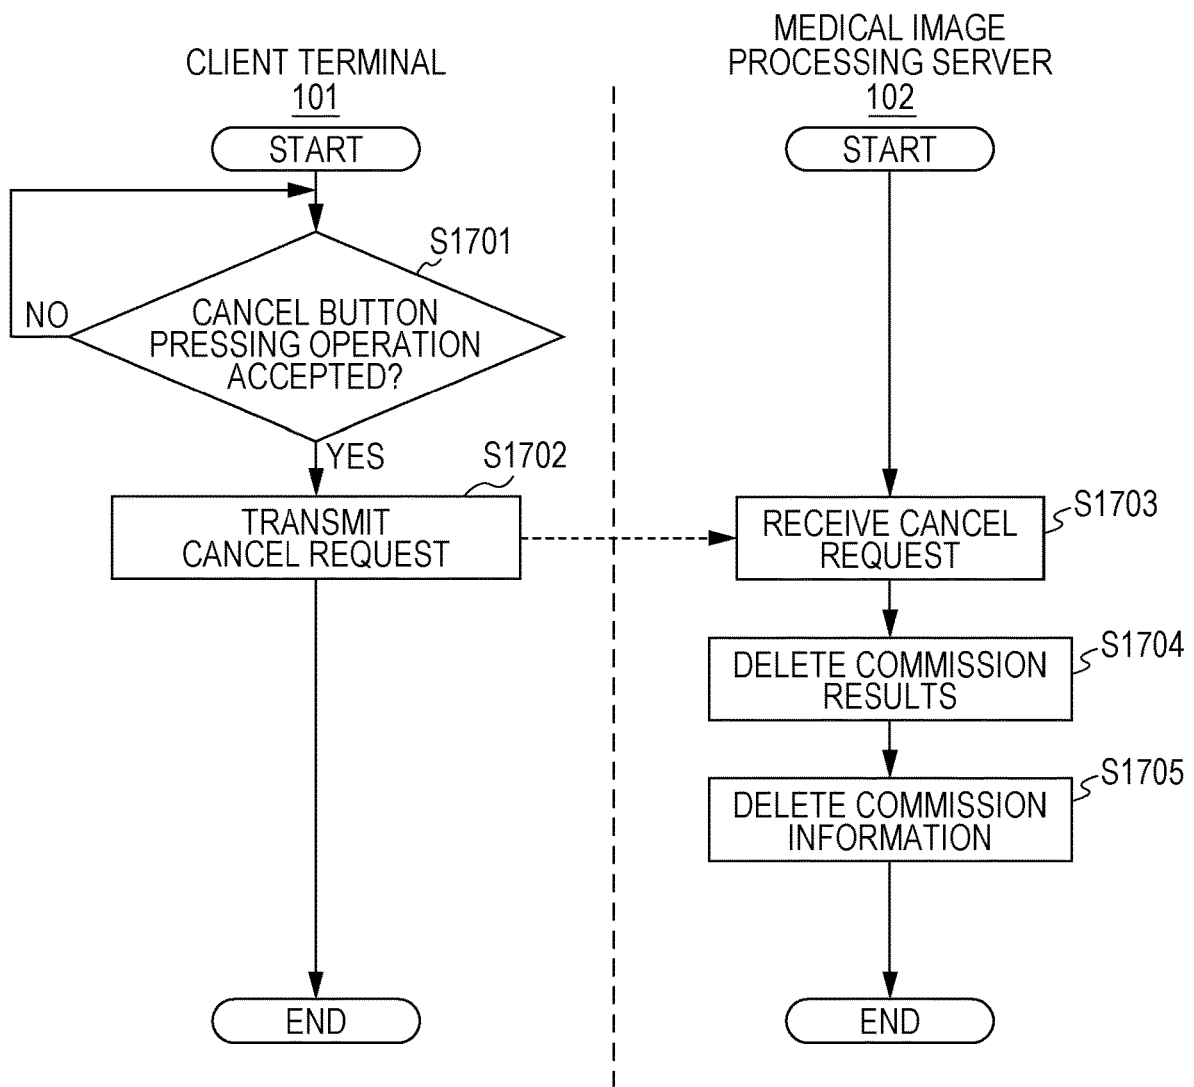 CLIENT TERMINAL
101
START
S1701
NO
CANCEL BUTTON
PRESSING OPERATION
ACCEPTED?
YES
S1702
TRANSMIT
CANCEL REQUEST
END
MEDICAL IMAGE
PROCESSING SERVER
102
START
S1703
RECEIVE CANCEL
REQUEST
S1704
DELETE COMMISSION
RESULTS
S1705
DELETE COMMISSION
INFORMATION
END